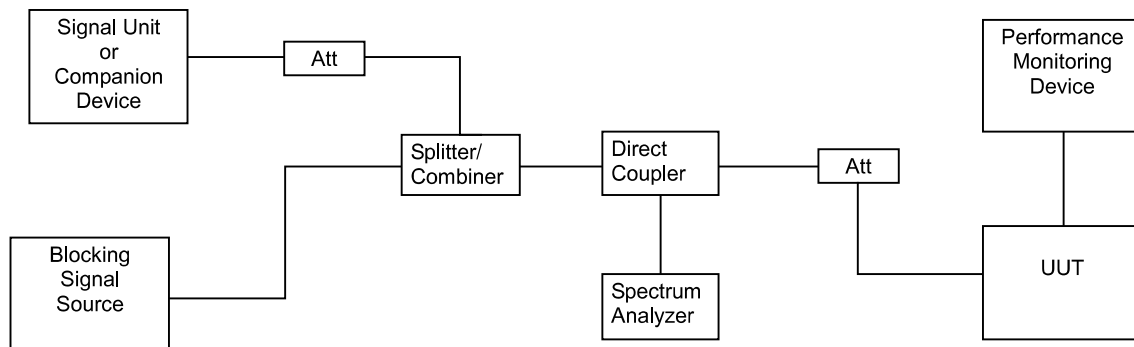 Signal Unit
or
Companion
Device
Att
Splitter/
Combiner
Blocking
Signal
Source
Direct
Coupler
Spectrum
Analyzer
Att
Performance
Monitoring
Device
UUT